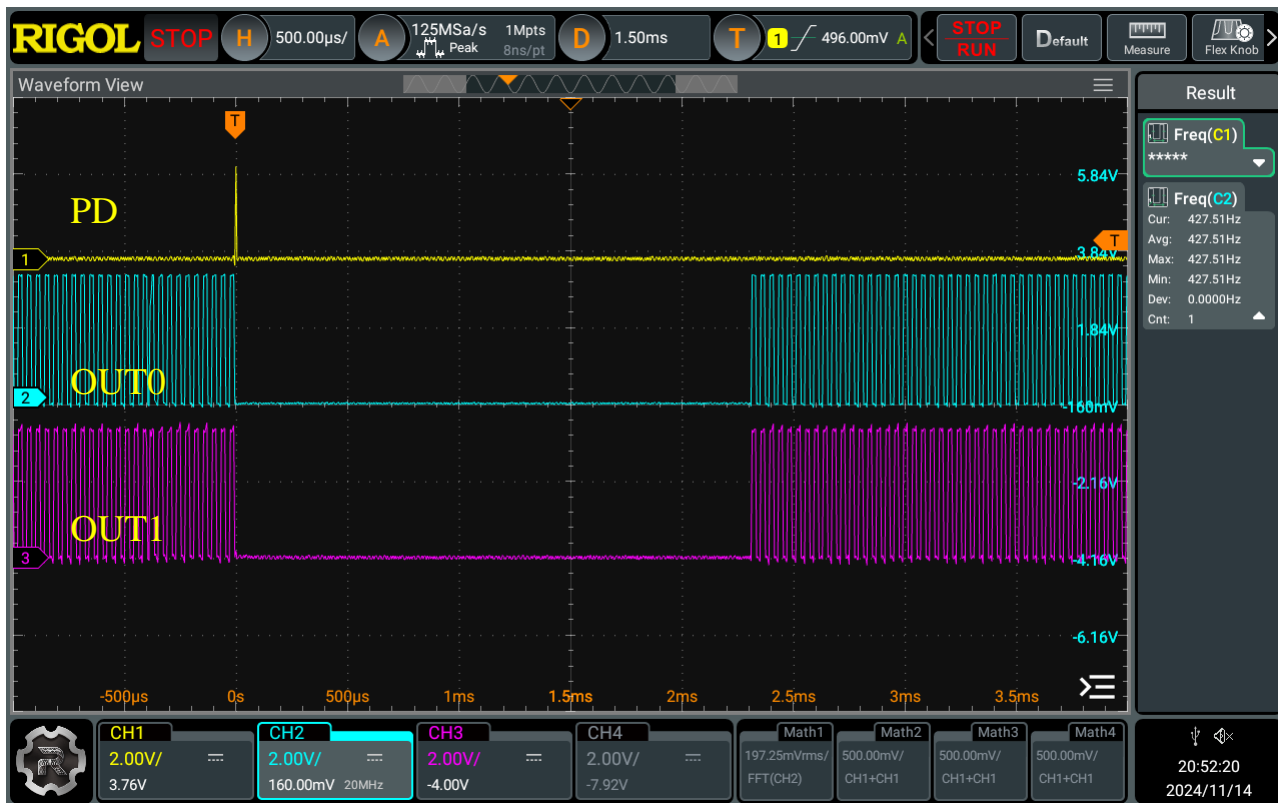 RIGOL STOP H 500.00µs/ A 125MSa/s 1Mpts Peak 8ns/pt D 1.50ms T 1 496.00mV A < STOP RUN Default Measure Flex Knob >
Waveform View
Result
T
Freq(C1)
*****
5.84V
PD
Freq(C2)
Cur: 427.51Hz
Avg: 427.51Hz
Max: 427.51Hz
Min: 427.51Hz
Dev: 0.0000Hz
Cnt: 1
T
1
3.84V
1.84V
OUT0
2
-160mV
-2.16V
OUT1
3
-4.16V
-6.16V
-500µs 0s 500µs 1ms 1.5ms 2ms 2.5ms 3ms 3.5ms
CH1 CH2 CH3 CH4 Math1 Math2 Math3 Math4
2.00V/ 2.00V/ 2.00V/ 2.00V/ 197.25mVrms/ 500.00mV/ 500.00mV/ 500.00mV/
3.76V 160.00mV 20MHz -4.00V -7.92V FFT(CH2) CH1+CH1 CH1+CH1 CH1+CH1
R
20:52:20
2024/11/14